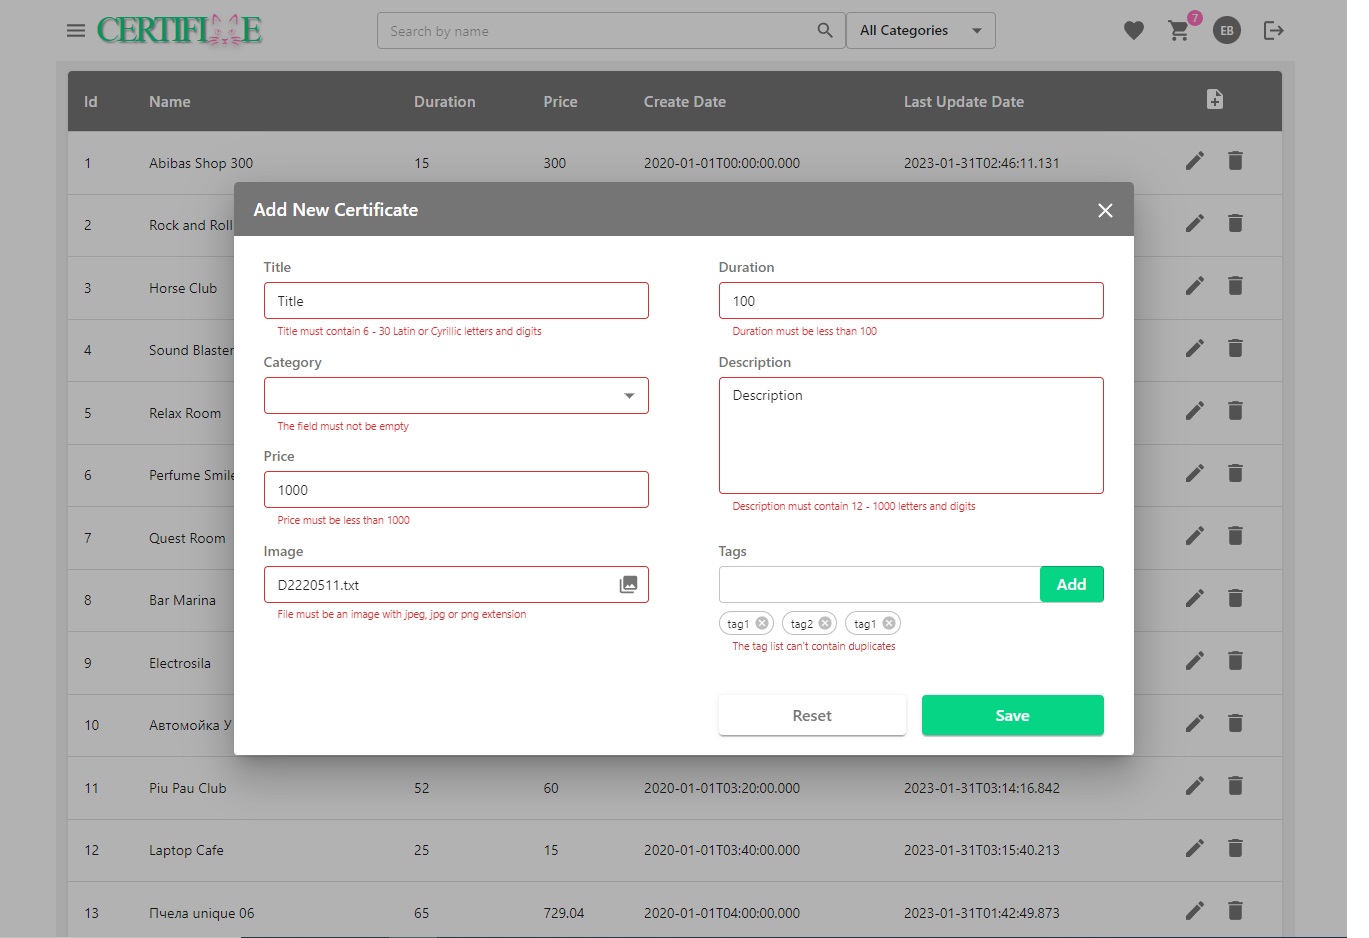 CERTIFI E
Search by name
All Categories
7
EB
Id Name Duration Price Create Date Last Update Date
1 Abibas Shop 300 15 300 2020-01-01T00:00:00.000 2023-01-31T02:46:11.131
2 Rock and Roll
3 Horse Club
4 Sound Blaster
5 Relax Room
6 Perfume Smile
7 Quest Room
8 Bar Marina
9 Electrosila
10 Автомойка У
Add New Certificate
Title
Title
Title must contain 6 - 30 Latin or Cyrillic letters and digits
Category
The field must not be empty
Price
1000
Price must be less than 1000
Image
D2220511.txt
File must be an image with jpeg, jpg or png extension
Duration
100
Duration must be less than 100
Description
Description
Description must contain 12 - 1000 letters and digits
Tags
Add
tag1 tag2 tag1
The tag list can't contain duplicates
Reset Save
11 Piu Pau Club 52 60 2020-01-01T03:20:00.000 2023-01-31T03:14:16.842
12 Laptop Cafe 25 15 2020-01-01T03:40:00.000 2023-01-31T03:15:40.213
13 Пчела unique 06 65 729.04 2020-01-01T04:00:00.000 2023-01-31T01:42:49.873